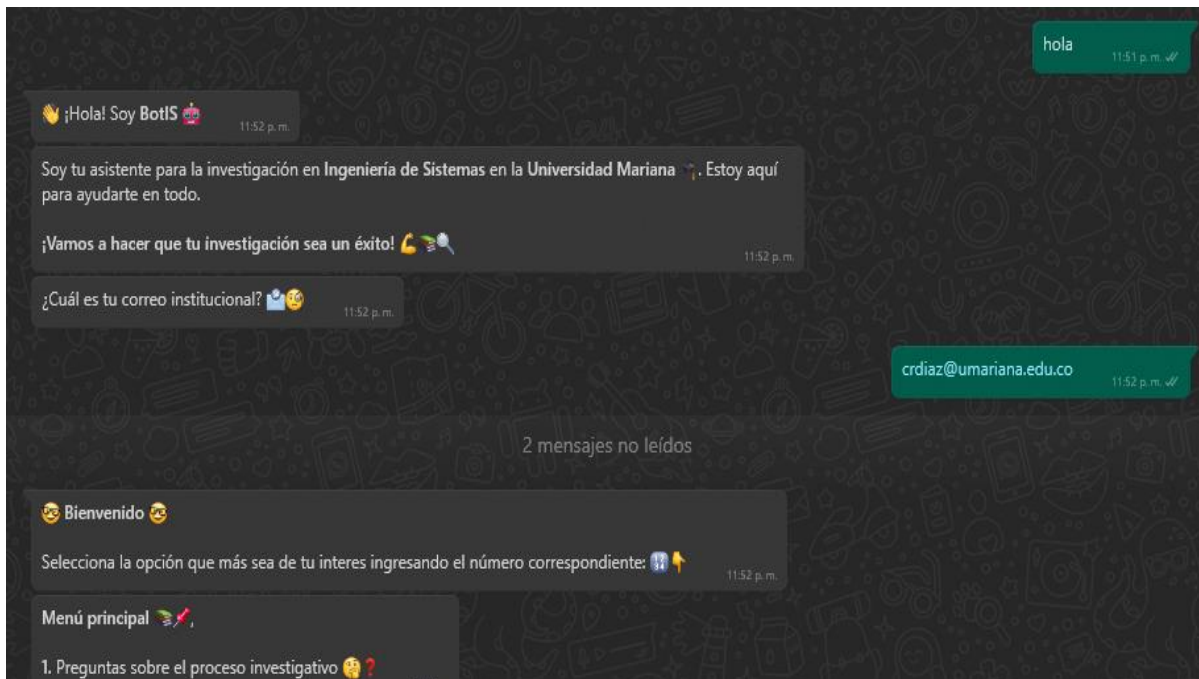 hola
11:51 p. m.
👋 ¡Hola! Soy BotIS 🤖
11:52 p. m.
Soy tu asistente para la investigación en Ingeniería de Sistemas en la Universidad Mariana 🎓. Estoy aquí
para ayudarte en todo.
¡Vamos a hacer que tu investigación sea un éxito! 💪📚🔍
11:52 p. m.
¿Cuál es tu correo institucional? 🗳️🧐
11:52 p. m.
crdiaz@umariana.edu.co
11:52 p. m.
2 mensajes no leídos
🤓 Bienvenido 🤓
Selecciona la opción que más sea de tu interes ingresando el número correspondiente: 🔢👇
11:52 p. m.
Menú principal 📚📌,
1. Preguntas sobre el proceso investigativo 🤔❓